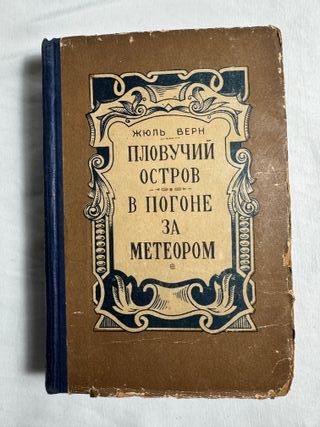 ЖЮЛЬ ВЕРН
ПЛОВУЧИЙ
ОСТРОВ
В ПОГОНЕ
ЗА
МЕТЕОРОМ